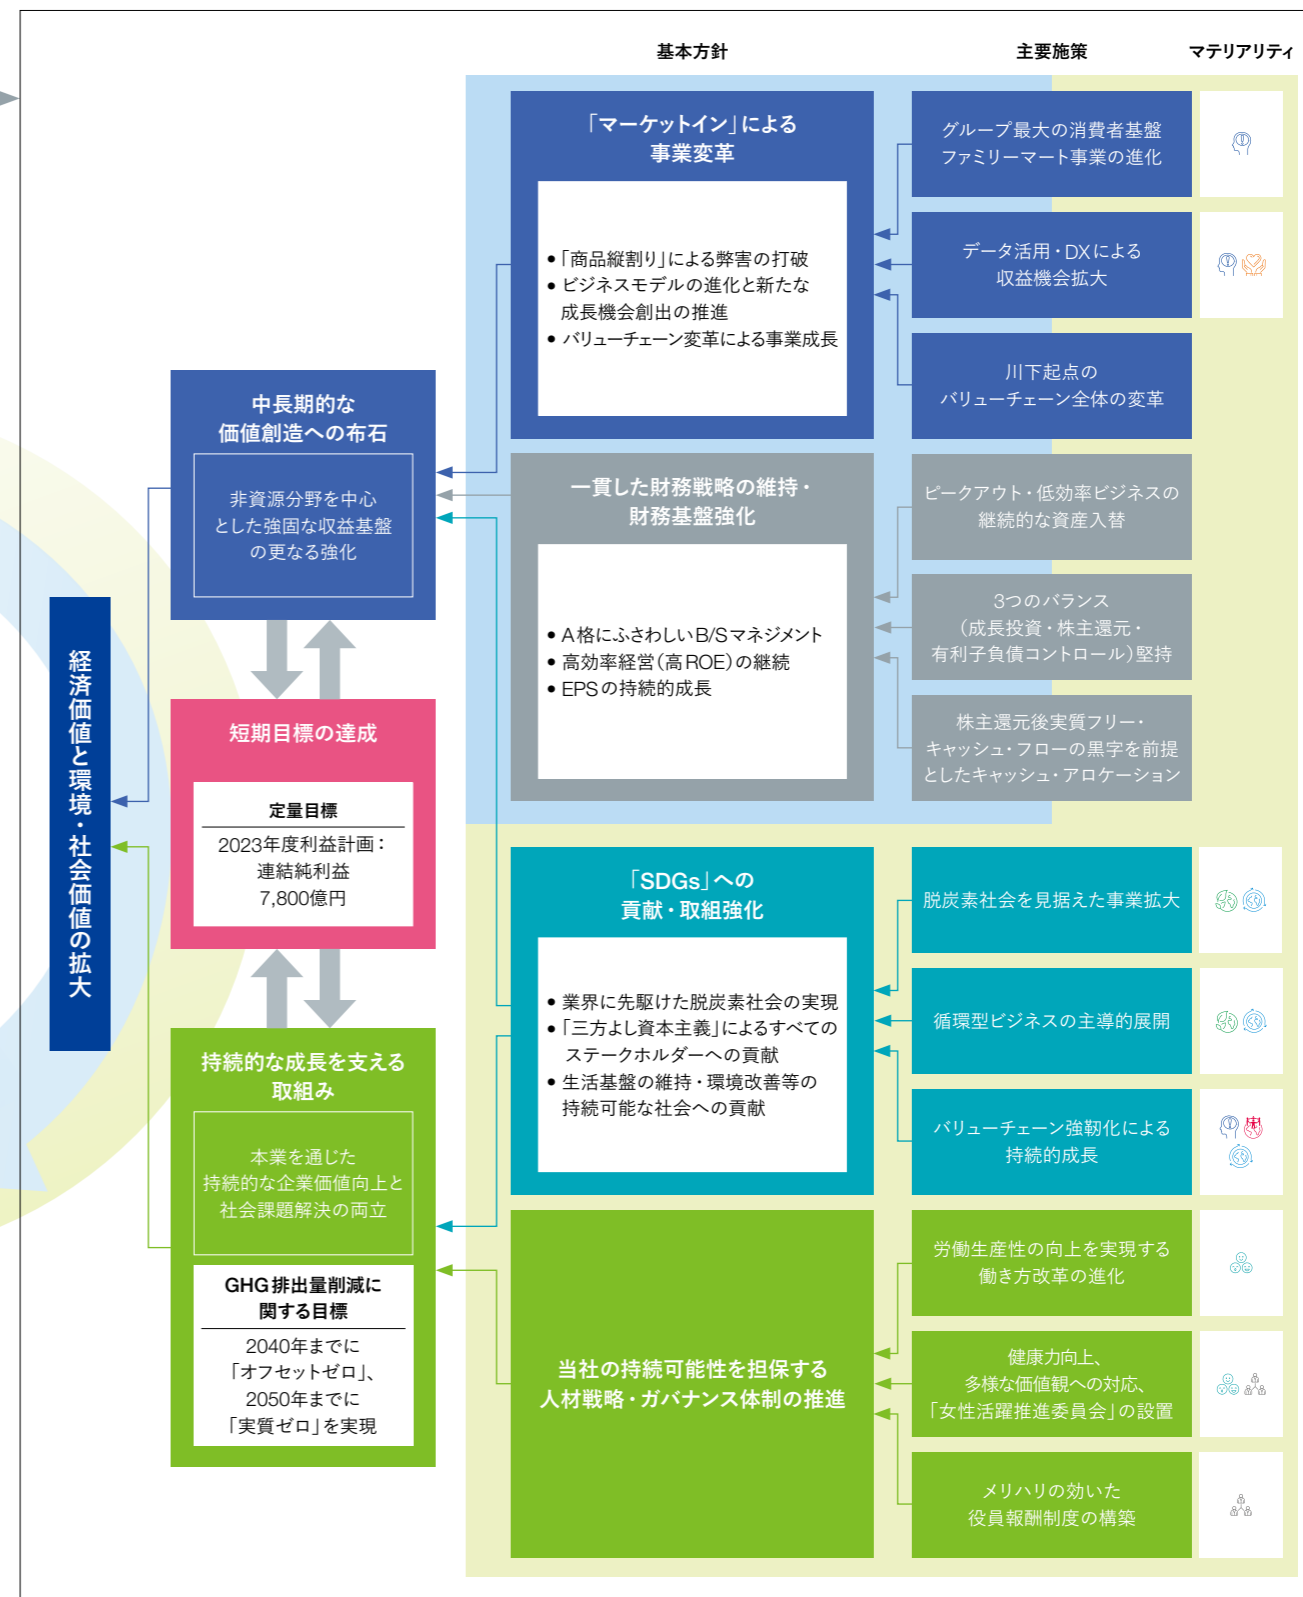 基本方針
主要施策
マテリアリティ
「マーケットイン」による
事業変革
•「商品縦割り」による弊害の打破
• ビジネスモデルの進化と新たな
成長機会創出の推進
• バリューチェーン変革による事業成長
グループ最大の消費者基盤
ファミリーマート事業の進化
データ活用・DXによる
収益機会拡大
川下起点の
バリューチェーン全体の変革
一貫した財務戦略の維持・
財務基盤強化
• A格にふさわしいB/Sマネジメント
• 高効率経営(高ROE)の継続
• EPSの持続的成長
ピークアウト・低効率ビジネスの
継続的な資産入替
3つのバランス
(成長投資・株主還元・
有利子負債コントロール)堅持
株主還元後実質フリー・
キャッシュ・フローの黒字を前提
としたキャッシュ・アロケーション
「SDGs」への
貢献・取組強化
• 業界に先駆けた脱炭素社会の実現
•「三方よし資本主義」によるすべての
ステークホルダーへの貢献
• 生活基盤の維持・環境改善等の
持続可能な社会への貢献
脱炭素社会を見据えた事業拡大
循環型ビジネスの主導的展開
バリューチェーン強靭化による
持続的成長
当社の持続可能性を担保する
人材戦略・ガバナンス体制の推進
労働生産性の向上を実現する
働き方改革の進化
健康力向上、
多様な価値観への対応、
「女性活躍推進委員会」の設置
メリハリの効いた
役員報酬制度の構築
中長期的な
価値創造への布石
非資源分野を中心
とした強固な収益基盤
の更なる強化
短期目標の達成
定量目標
2023年度利益計画:
連結純利益
7,800億円
持続的な成長を支える
取組み
本業を通じた
持続的な企業価値向上と
社会課題解決の両立
GHG排出量削減に
関する目標
2040年までに
「オフセットゼロ」、
2050年までに
「実質ゼロ」を実現
経済価値と環境・社会価値の拡大